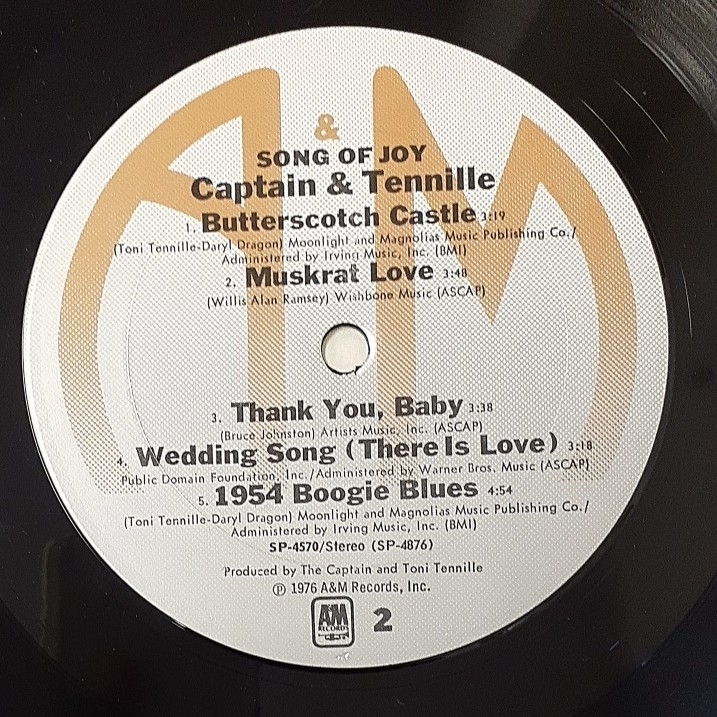 &
SONG OF JOY
Captain & Tennille
1. Butterscotch Castle 3:19
(Toni Tennille-Daryl Dragon) Moonlight and Magnolias Music Publishing Co./
Administered by Irving Music, Inc. (BMI)
2. Muskrat Love 3:48
(Willis Alan Ramsey) Wishbone Music (ASCAP)
3. Thank You, Baby 3:38
(Bruce Johnston) Artists Music, Inc. (ASCAP)
4. Wedding Song (There Is Love) 3:18
Public Domain Foundation, Inc./Administered by Warner Bros. Music (ASCAP)
5. 1954 Boogie Blues 4:54
(Toni Tennille-Daryl Dragon) Moonlight and Magnolias Music Publishing Co./
Administered by Irving Music, Inc. (BMI)
SP-4570/Stereo (SP-4876)
Produced by The Captain and Toni Tennille
℗ 1976 A&M Records, Inc.
A&M
RECORDS
2